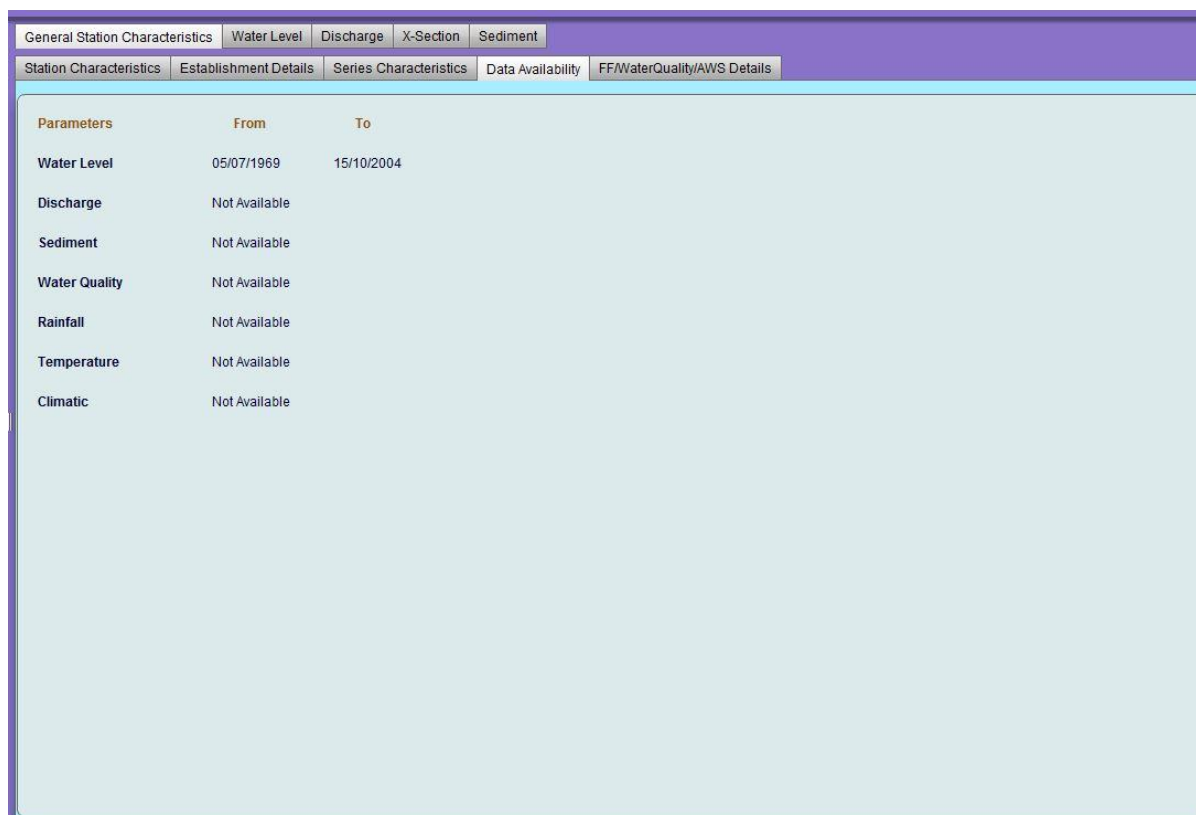 General Station Characteristics Water Level Discharge X-Section Sediment
Station Characteristics Establishment Details Series Characteristics Data Availability FF/WaterQuality/AWS Details
Parameters From To
Water Level 05/07/1969 15/10/2004
Discharge Not Available
Sediment Not Available
Water Quality Not Available
Rainfall Not Available
Temperature Not Available
Climatic Not Available